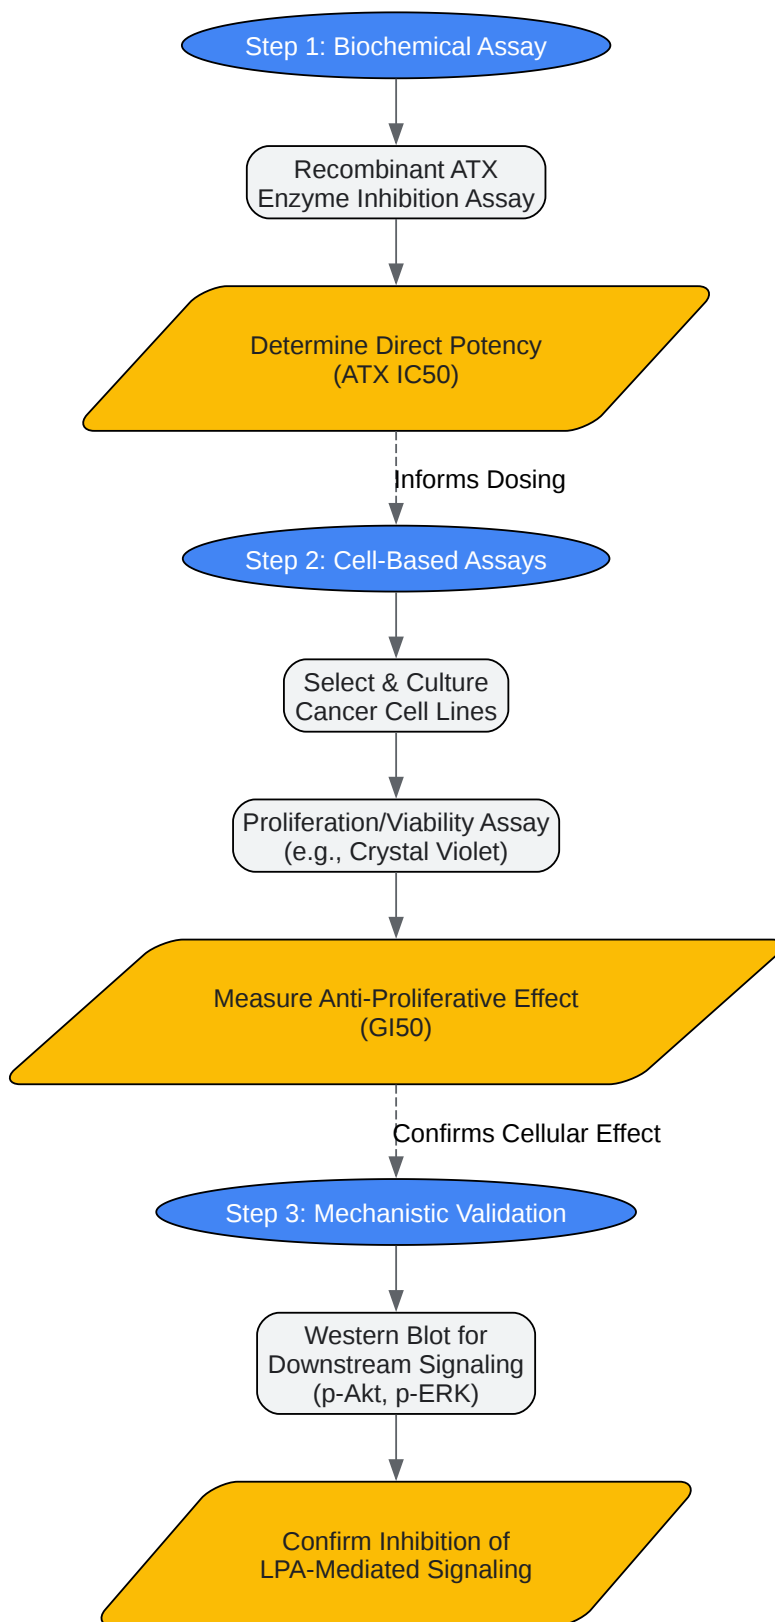 Step 1: Biochemical Assay
Recombinant ATX
Enzyme Inhibition Assay
Determine Direct Potency
(ATX IC50)
Informs Dosing
Step 2: Cell-Based Assays
Select & Culture
Cancer Cell Lines
Proliferation/Viability Assay
(e.g., Crystal Violet)
Measure Anti-Proliferative Effect
(GI50)
Confirms Cellular Effect
Step 3: Mechanistic Validation
Western Blot for
Downstream Signaling
(p-Akt, p-ERK)
Confirm Inhibition of
LPA-Mediated Signaling